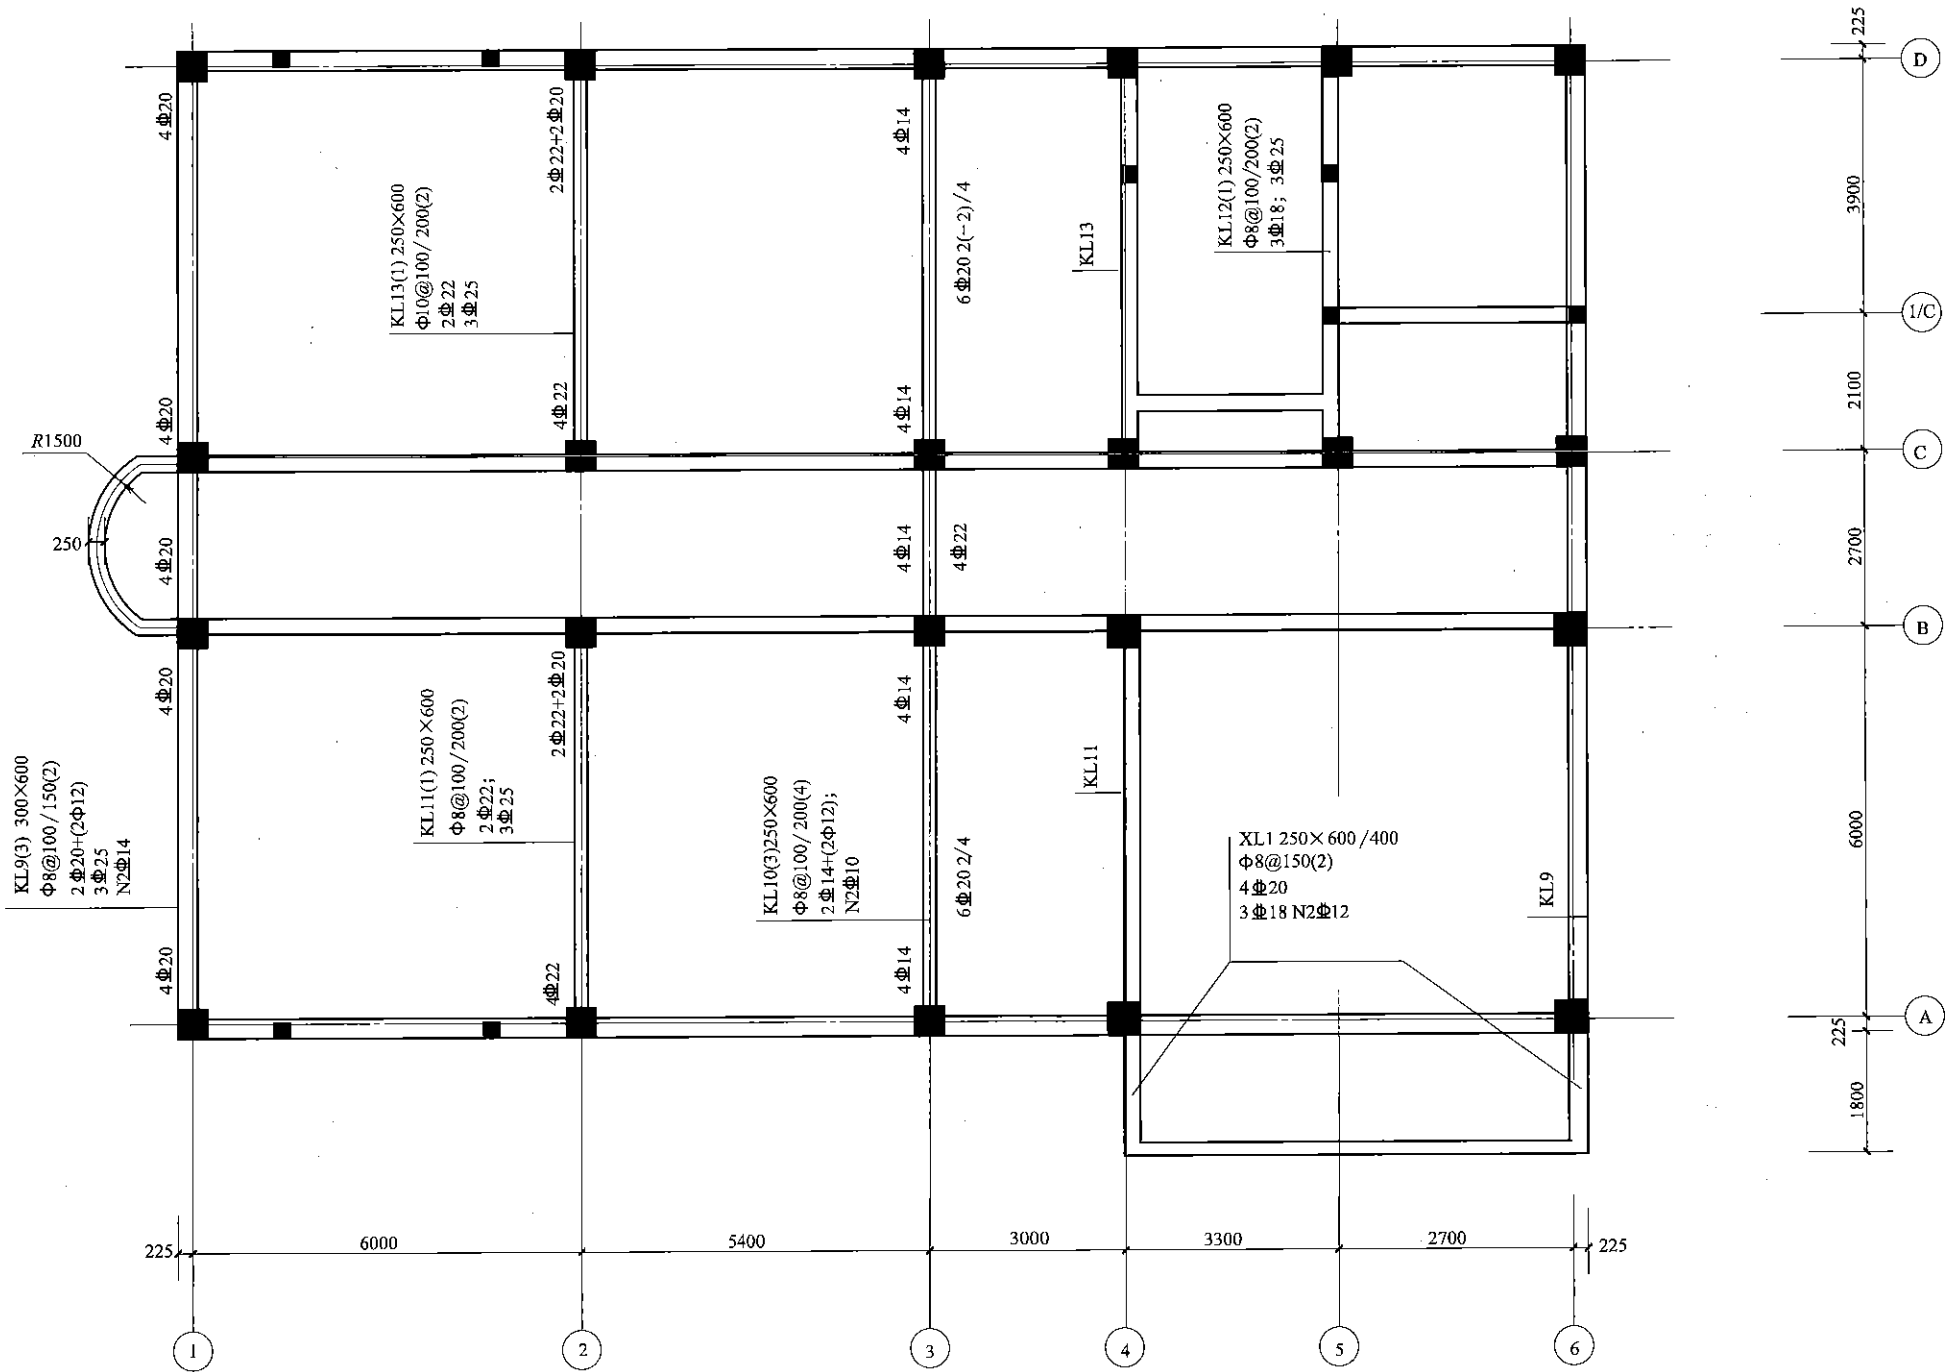 225
D
3900
1/C
2100
C
2700
B
6000
A
225
1800
4⏀20
2⏀22+2⏀20
4⏀14
KL13(1) 250×600
Φ10@100/200(2)
2⏀22
3⏀25
6⏀20 2(-2)/4
KL13
KL12(1) 250×600
Φ8@100/200(2)
3⏀18; 3⏀25
4⏀20
4⏀22
4⏀14
R1500
250
4⏀20
4⏀14
4⏀22
4⏀20
2⏀22+2⏀20
4⏀14
KL9(3) 300×600
Φ8@100/150(2)
2⏀20+(2Φ12)
3⏀25
N2⏀14
KL11(1) 250×600
Φ8@100/200(2)
2⏀22;
3⏀25
KL10(3)250×600
Φ8@100/200(4)
2⏀14+(2Φ12);
N2⏀10
6⏀20 2/4
KL11
XL1 250×600/400
Φ8@150(2)
4⏀20
3⏀18 N2⏀12
KL9
4⏀20
4⏀22
4⏀14
225
6000
5400
3000
3300
2700
225
1
2
3
4
5
6